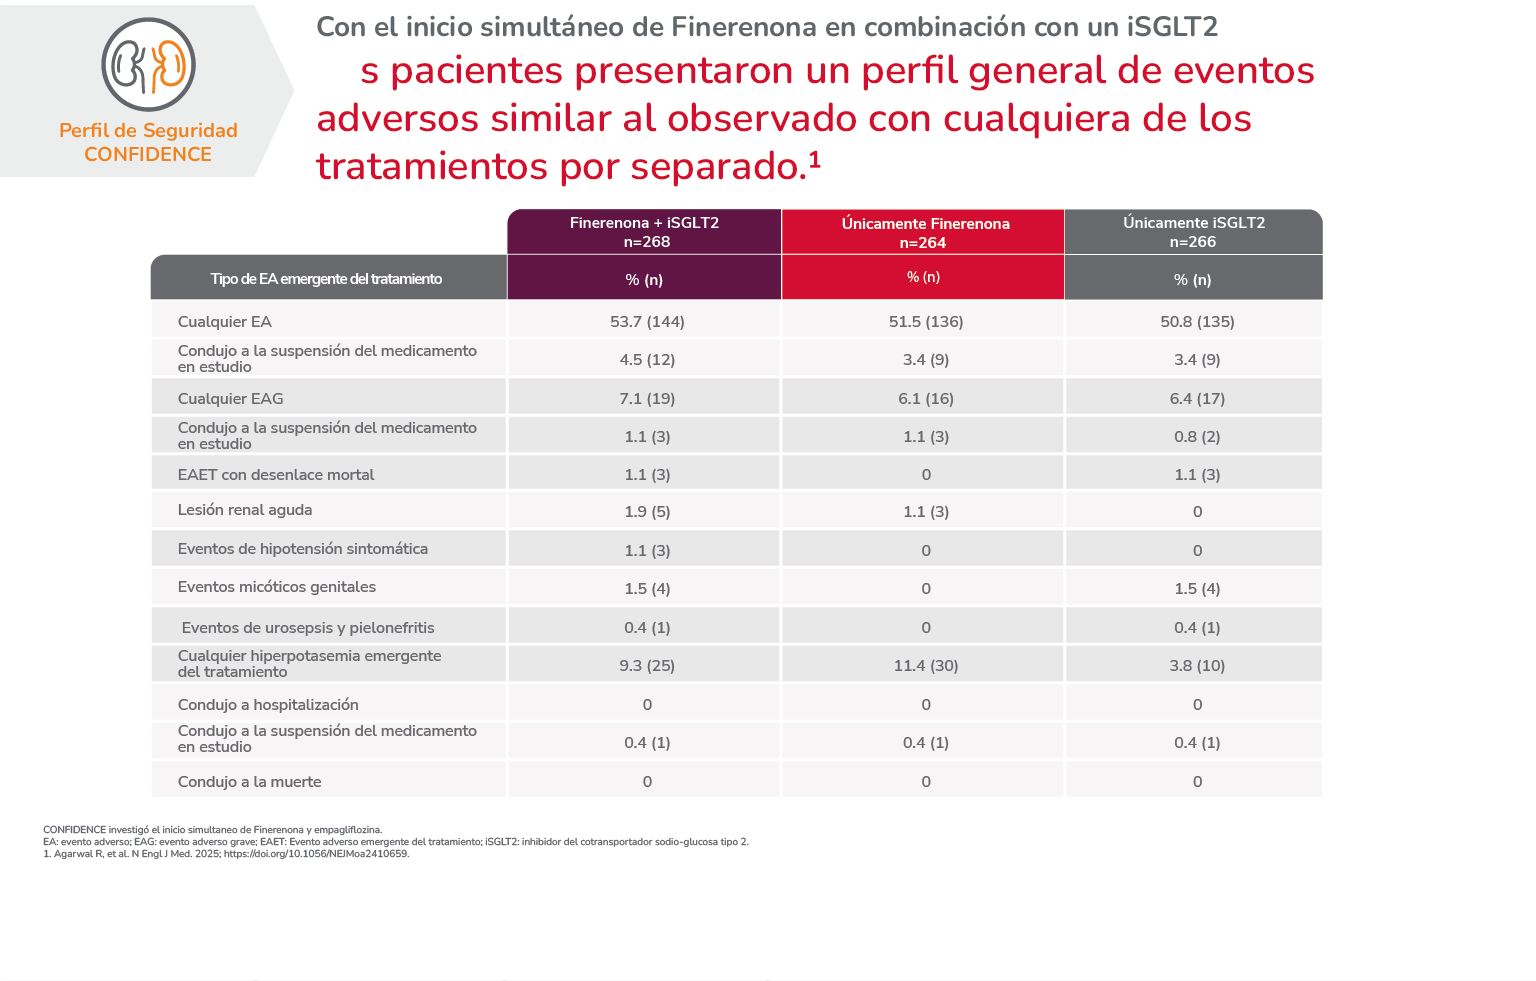 Perfil de Seguridad
CONFIDENCE
Con el inicio simultáneo de Finerenona en combinación con un iSGLT2
s pacientes presentaron un perfil general de eventos
adversos similar al observado con cualquiera de los
tratamientos por separado.¹
Finerenona + iSGLT2
n=268
Únicamente Finerenona
n=264
Únicamente iSGLT2
n=266
Tipo de EA emergente del tratamiento % (n) % (n) % (n)
Cualquier EA 53.7 (144) 51.5 (136) 50.8 (135)
Condujo a la suspensión del medicamento
en estudio 4.5 (12) 3.4 (9) 3.4 (9)
Cualquier EAG 7.1 (19) 6.1 (16) 6.4 (17)
Condujo a la suspensión del medicamento
en estudio 1.1 (3) 1.1 (3) 0.8 (2)
EAET con desenlace mortal 1.1 (3) 0 1.1 (3)
Lesión renal aguda 1.9 (5) 1.1 (3) 0
Eventos de hipotensión sintomática 1.1 (3) 0 0
Eventos micóticos genitales 1.5 (4) 0 1.5 (4)
Eventos de urosepsis y pielonefritis 0.4 (1) 0 0.4 (1)
Cualquier hiperpotasemia emergente
del tratamiento 9.3 (25) 11.4 (30) 3.8 (10)
Condujo a hospitalización 0 0 0
Condujo a la suspensión del medicamento
en estudio 0.4 (1) 0.4 (1) 0.4 (1)
Condujo a la muerte 0 0 0
CONFIDENCE investigó el inicio simultaneo de Finerenona y empagliflozina.
EA: evento adverso; EAG: evento adverso grave; EAET: Evento adverso emergente del tratamiento; iSGLT2: inhibidor del cotransportador sodio-glucosa tipo 2.
1. Agarwal R, et al. N Engl J Med. 2025; https://doi.org/10.1056/NEJMoa2410659.